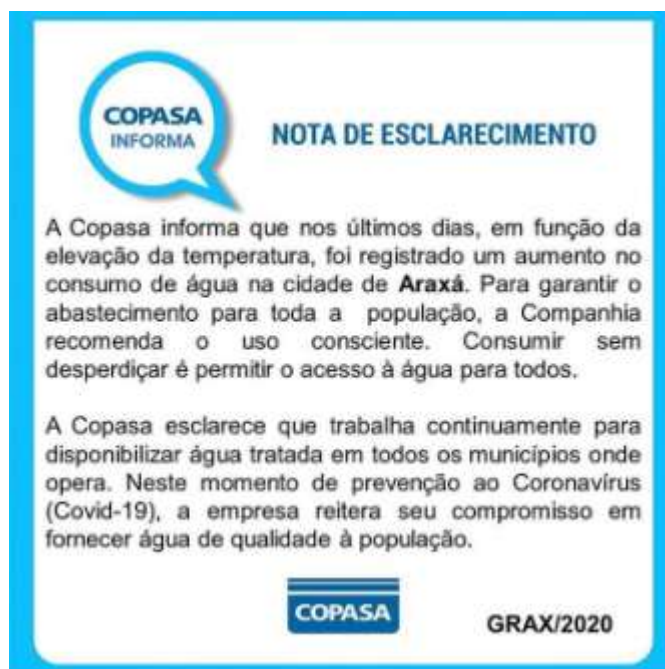 COPASA
INFORMA
NOTA DE ESCLARECIMENTO
A Copasa informa que nos últimos dias, em função da
elevação da temperatura, foi registrado um aumento no
consumo de água na cidade de Araxá. Para garantir o
abastecimento para toda a população, a Companhia
recomenda o uso consciente. Consumir sem
desperdiçar é permitir o acesso à água para todos.
A Copasa esclarece que trabalha continuamente para
disponibilizar água tratada em todos os municípios onde
opera. Neste momento de prevenção ao Coronavírus
(Covid-19), a empresa reitera seu compromisso em
fornecer água de qualidade à população.
COPASA
GRAX/2020